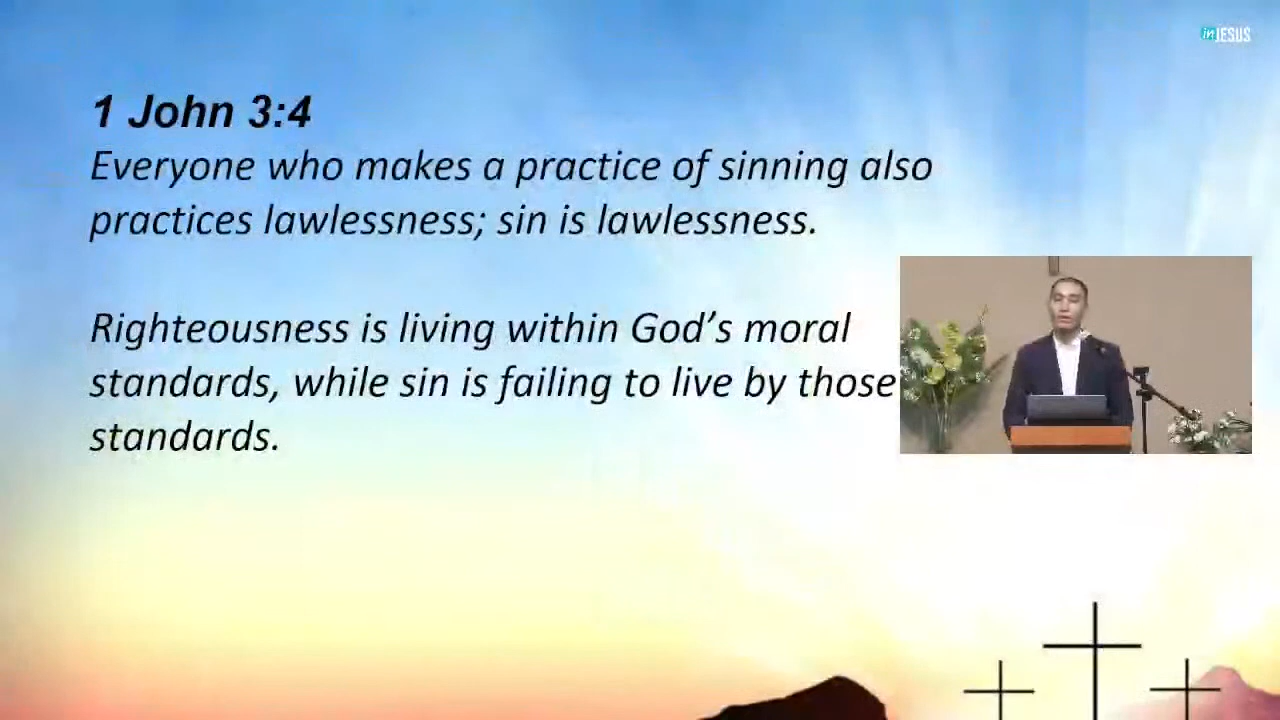 inJESUS
1 John 3:4
Everyone who makes a practice of sinning also
practices lawlessness; sin is lawlessness.
Righteousness is living within God’s moral
standards, while sin is failing to live by those
standards.